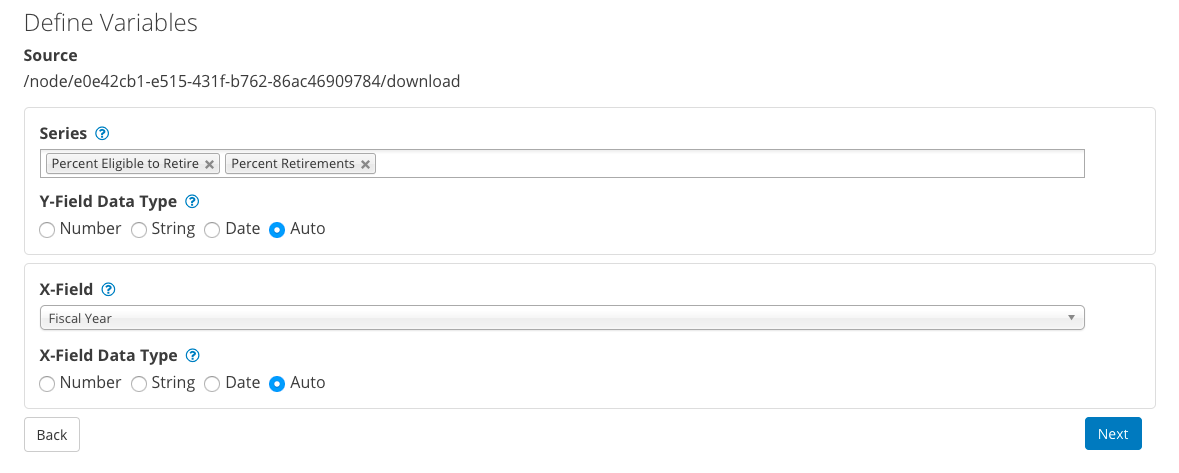 Define Variables
Source
/node/e0e42cb1-e515-431f-b762-86ac46909784/download
Series ?
Percent Eligible to Retire × Percent Retirements ×
Y-Field Data Type ?
Number String Date Auto
X-Field ?
Fiscal Year
X-Field Data Type ?
Number String Date Auto
Back Next